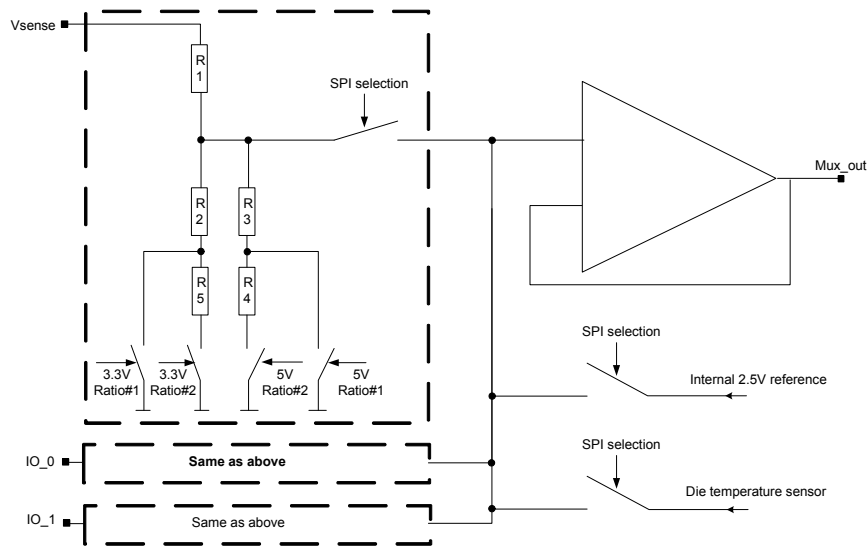 Vsense
R
1
SPI selection
Mux_out
R
2
R
3
R
5
R
4
3.3V
Ratio#1
3.3V
Ratio#2
5V
Ratio#2
5V
Ratio#1
SPI selection
Internal 2.5V reference
IO_0
Same as above
SPI selection
Die temperature sensor
IO_1
Same as above